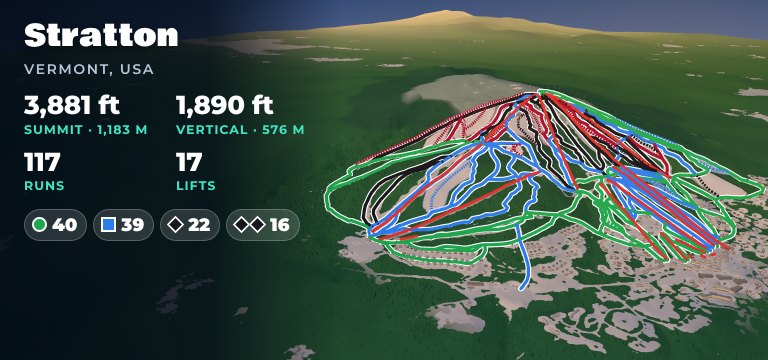 Stratton
VERMONT, USA
3,881 ft
SUMMIT · 1,183 M
1,890 ft
VERTICAL · 576 M
117
RUNS
17
LIFTS
40
39
22
16